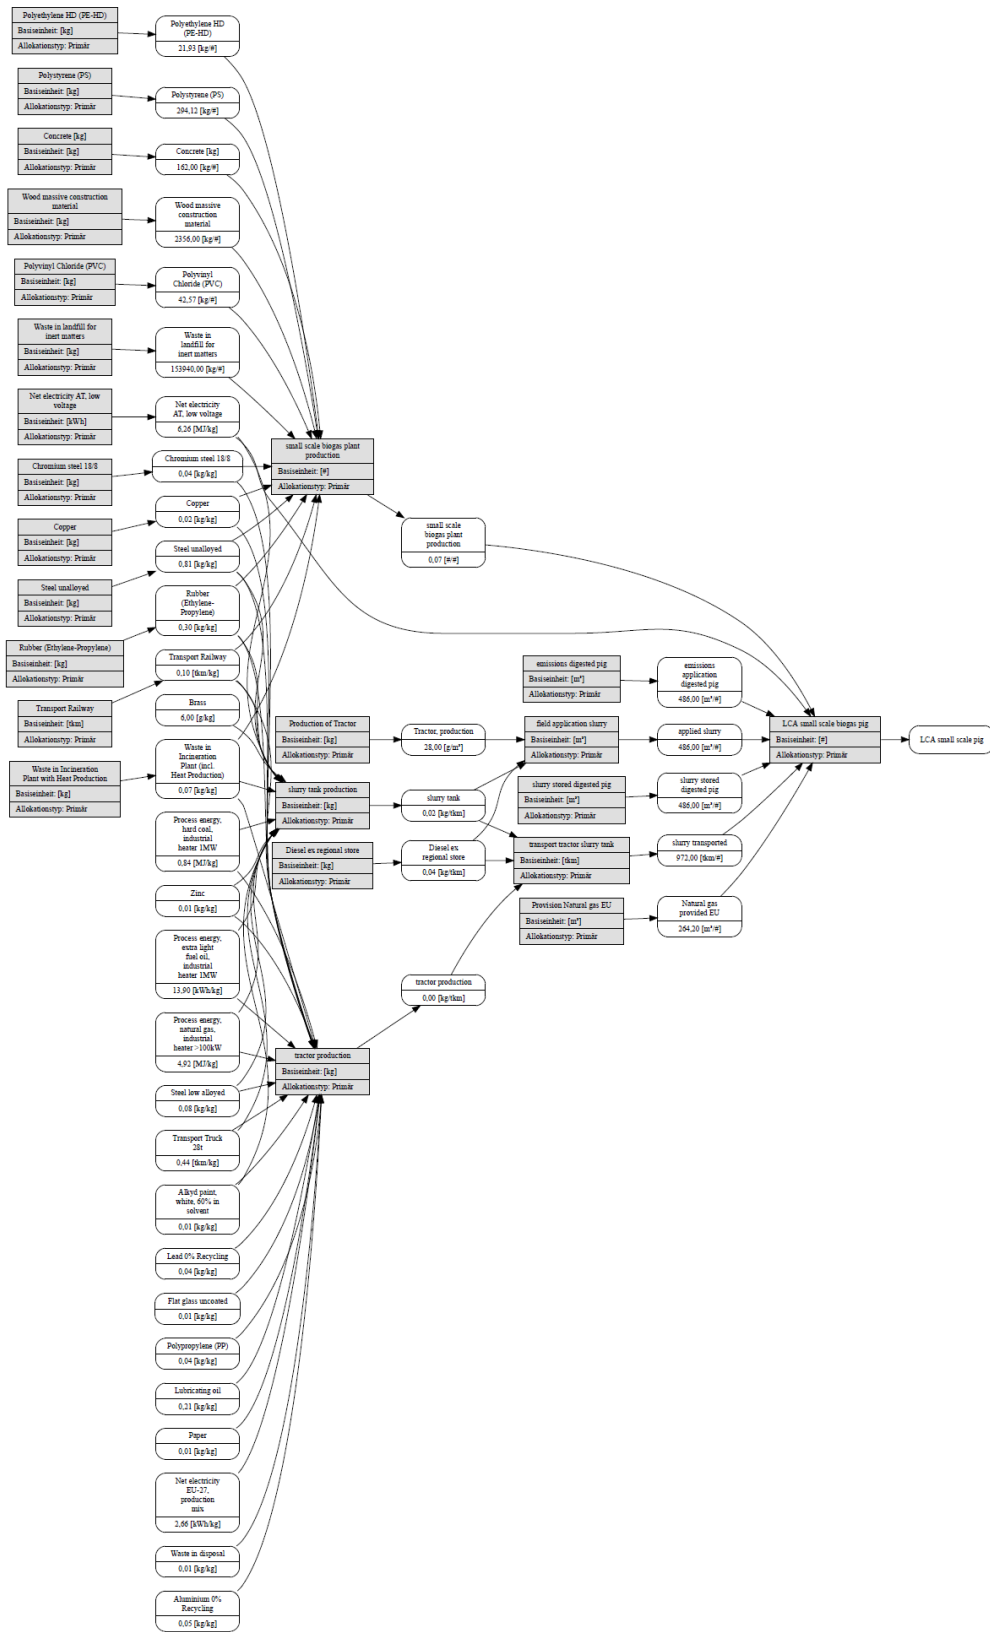 Polyethylene HD (PE-HD)
Basiseinheit: [kg]
Allokationstyp: Primär
Polystyrene (PS)
Basiseinheit: [kg]
Allokationstyp: Primär
Concrete [kg]
Basiseinheit: [kg]
Allokationstyp: Primär
Wood massive construction
material
Basiseinheit: [kg]
Allokationstyp: Primär
Polyvinyl Chloride (PVC)
Basiseinheit: [kg]
Allokationstyp: Primär
Waste in landfill for
inert matters
Basiseinheit: [kg]
Allokationstyp: Primär
Net electricity AT, low
voltage
Basiseinheit: [kWh]
Allokationstyp: Primär
Chromium steel 18/8
Basiseinheit: [kg]
Allokationstyp: Primär
Copper
Basiseinheit: [kg]
Allokationstyp: Primär
Steel unalloyed
Basiseinheit: [kg]
Allokationstyp: Primär
Rubber (Ethylene-Propylene)
Basiseinheit: [kg]
Allokationstyp: Primär
Transport Railway
Basiseinheit: [tkm]
Allokationstyp: Primär
Waste in Incineration
Plant with Heat Production
Basiseinheit: [kg]
Allokationstyp: Primär
Polyethylene HD
(PE-HD)
21,93 [kg/#]
Polystyrene (PS)
294,12 [kg/#]
Concrete [kg]
162,00 [kg/#]
Wood massive
construction
material
2356,00 [kg/#]
Polyvinyl
Chloride (PVC)
42,57 [kg/#]
Waste in
landfill for
inert matters
153940,00 [kg/#]
Net electricity
AT, low voltage
6,26 [MJ/kg]
Chromium steel 18/8
0,04 [kg/kg]
Copper
0,02 [kg/kg]
Steel unalloyed
0,81 [kg/kg]
Rubber
(Ethylene-
Propylene)
0,30 [kg/kg]
Transport Railway
0,10 [tkm/kg]
Brass
6,00 [g/kg]
Waste in
Incineration
Plant (incl.
Heat Production)
0,07 [kg/kg]
Process energy,
hard coal,
industrial
heater 1MW
0,84 [MJ/kg]
Zinc
0,01 [kg/kg]
Process energy,
extra light
fuel oil,
industrial
heater 1MW
13,90 [kWh/kg]
Process energy,
natural gas,
industrial
heater >100kW
4,92 [MJ/kg]
Steel low alloyed
0,08 [kg/kg]
Transport Truck
28t
0,44 [tkm/kg]
Alkyd paint,
white, 60% in
solvent
0,01 [kg/kg]
Lead 0% Recycling
0,04 [kg/kg]
Flat glass uncoated
0,01 [kg/kg]
Polypropylene (PP)
0,04 [kg/kg]
Lubricating oil
0,21 [kg/kg]
Paper
0,01 [kg/kg]
Net electricity
EU-27,
production
mix
2,66 [kWh/kg]
Waste in disposal
0,01 [kg/kg]
Aluminium 0%
Recycling
0,05 [kg/kg]
small scale biogas plant
production
Basiseinheit: [#]
Allokationstyp: Primär
Production of Tractor
Basiseinheit: [kg]
Allokationstyp: Primär
slurry tank production
Basiseinheit: [kg]
Allokationstyp: Primär
Diesel ex regional store
Basiseinheit: [kg]
Allokationstyp: Primär
tractor production
Basiseinheit: [kg]
Allokationstyp: Primär
small scale
biogas plant
production
0,07 [#/#]
Tractor, production
28,00 [g/m³]
slurry tank
0,02 [kg/tkm]
Diesel ex
regional store
0,04 [kg/tkm]
tractor production
0,00 [kg/tkm]
emissions digested pig
Basiseinheit: [m³]
Allokationstyp: Primär
field application slurry
Basiseinheit: [m³]
Allokationstyp: Primär
slurry stored digested pig
Basiseinheit: [m³]
Allokationstyp: Primär
transport tractor slurry tank
Basiseinheit: [tkm]
Allokationstyp: Primär
Provision Natural gas EU
Basiseinheit: [m³]
Allokationstyp: Primär
emissions
application
digested pig
486,00 [m³/#]
applied slurry
486,00 [m³/#]
slurry stored
digested pig
486,00 [m³/#]
slurry transported
972,00 [tkm/#]
Natural gas
provided EU
264,20 [m³/#]
LCA small scale biogas pig
Basiseinheit: [#]
Allokationstyp: Primär
LCA small scale pig